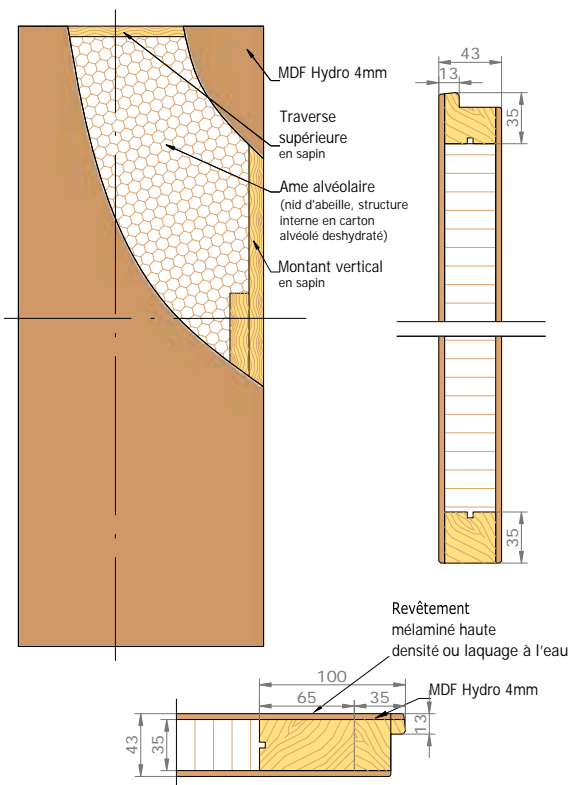 MDF Hydro 4mm
Traverse
supérieure
en sapin
Ame alvéolaire
(nid d'abeille, structure
interne en carton
alvéolé deshydraté)
Montant vertical
en sapin
43
13
35
35
Revêtement
mélaminé haute
densité ou laquage à l'eau
MDF Hydro 4mm
100
65 35
13
43
35